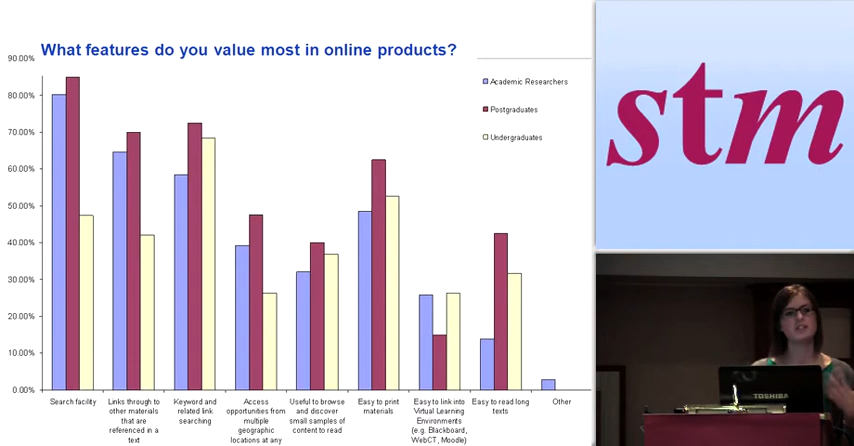 What features do you value most in online products?
90.00%
80.00%
70.00%
60.00%
50.00%
40.00%
30.00%
20.00%
10.00%
0.00%
Academic Researchers
Postgraduates
Undergraduates
Search facility
Links through to
other materials
that are
referenced in a
text
Keyword and
related link
searching
Access
opportunities from
multiple
geographic
locations at any
Useful to browse
and discover
small samples of
content to read
Easy to print
materials
Easy to link into
Virtual Learning
Environments
(e.g. Blackboard,
WebCT, Moodle)
Easy to read long
texts
Other
stm
TOSHIBA